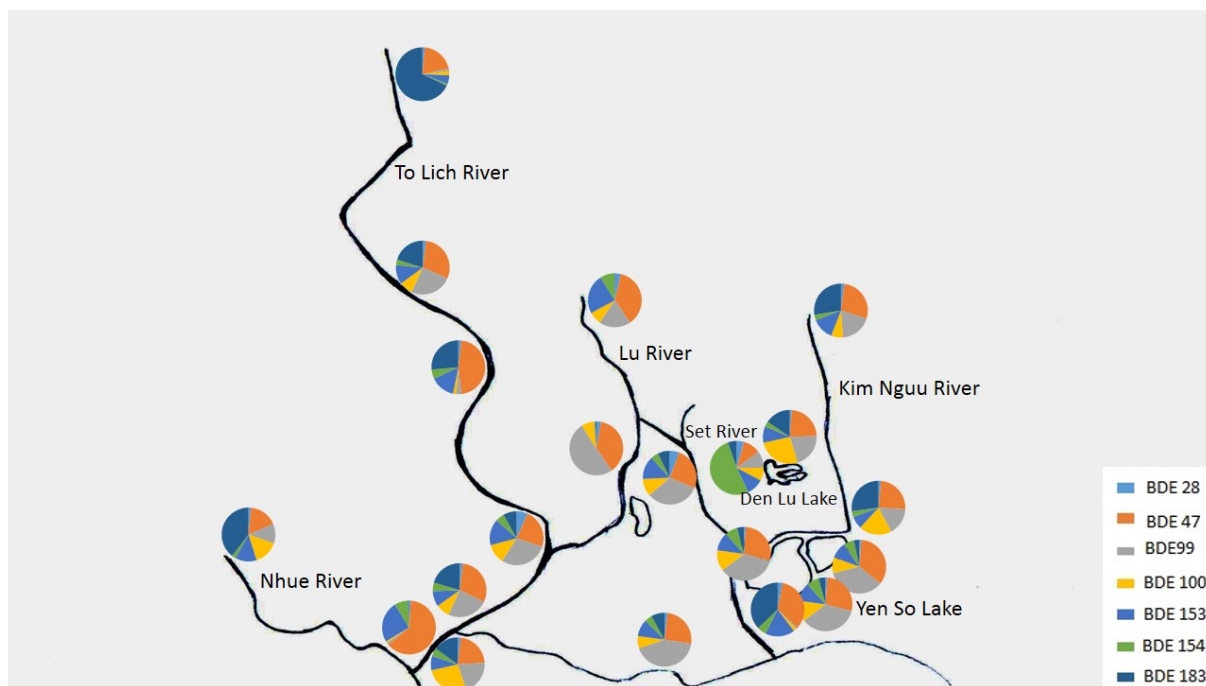 To Lich River
Lu River
Kim Nguu River
Set River
Den Lu Lake
Nhue River
Yen So Lake
BDE 28
BDE 47
BDE99
BDE 100
BDE 153
BDE 154
BDE 183